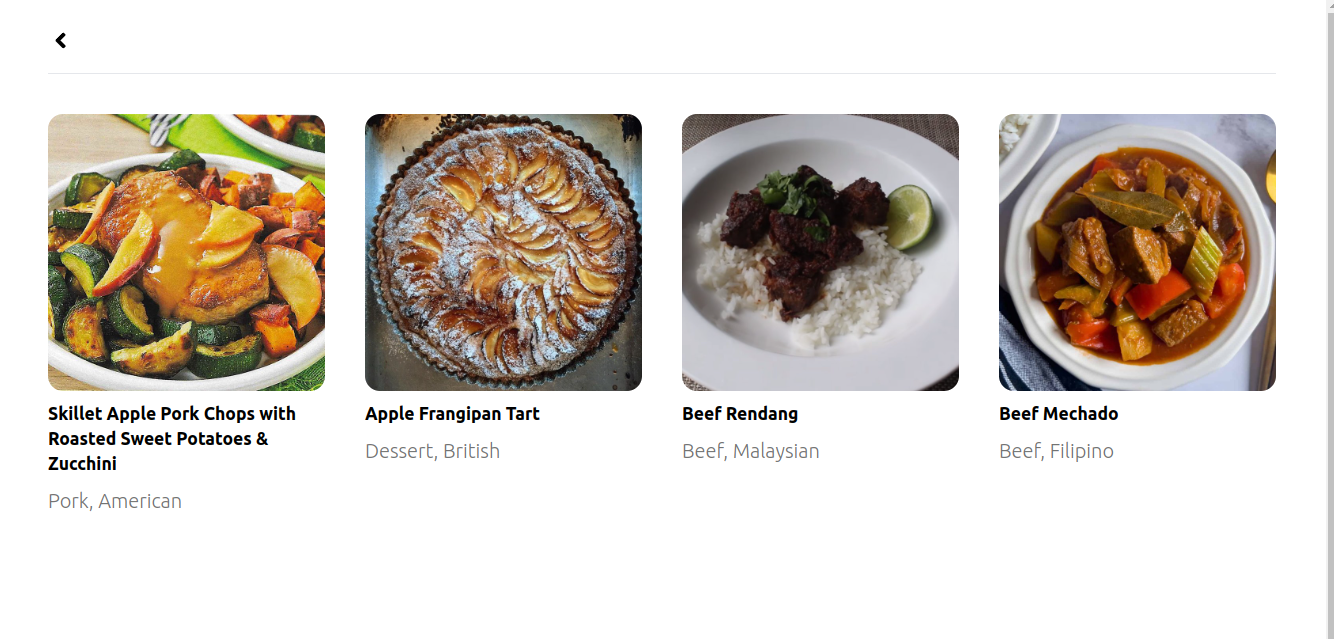 Skillet Apple Pork Chops with
Roasted Sweet Potatoes &
Zucchini
Pork, American
Apple Frangipan Tart
Dessert, British
Beef Rendang
Beef, Malaysian
Beef Mechado
Beef, Filipino